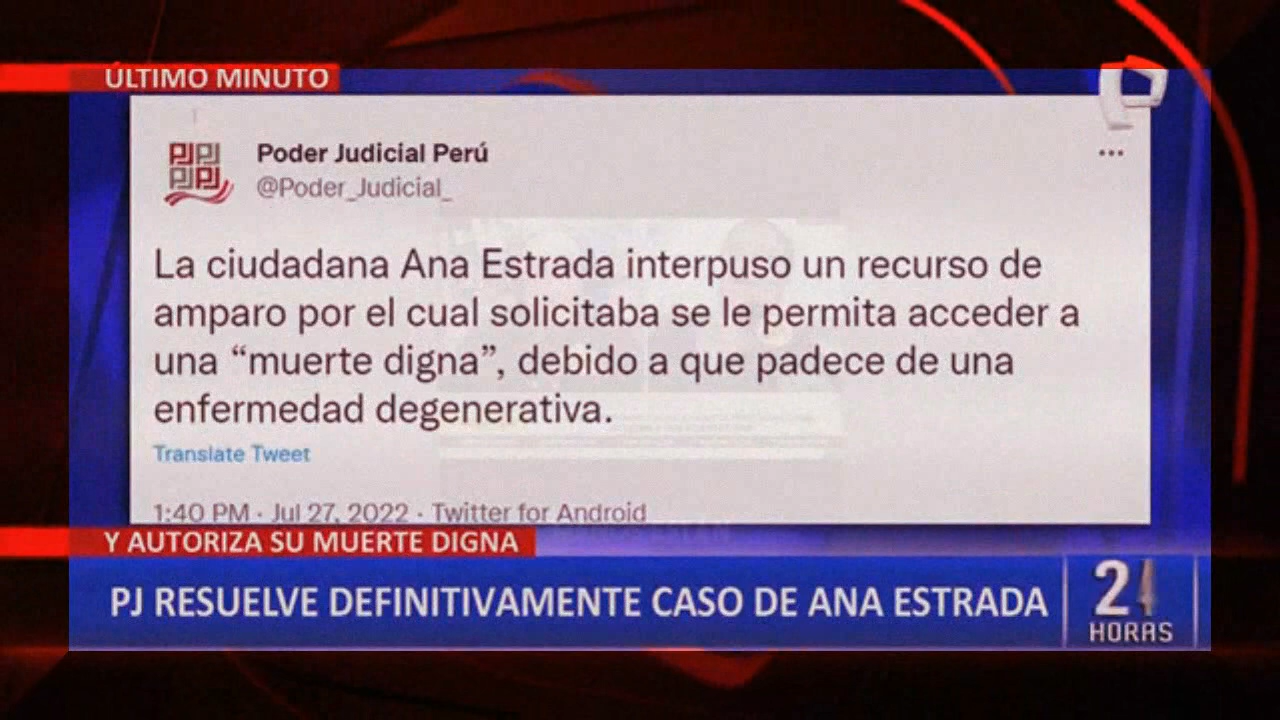 ÚLTIMO MINUTO
Poder Judicial Perú
@Poder_Judicial_
La ciudadana Ana Estrada interpuso un recurso de
amparo por el cual solicitaba se le permita acceder a
una “muerte digna”, debido a que padece de una
enfermedad degenerativa.
Translate Tweet
1:40 PM · Jul 27, 2022 · Twitter for Android
Y AUTORIZA SU MUERTE DIGNA
PJ RESUELVE DEFINITIVAMENTE CASO DE ANA ESTRADA
24
HORAS